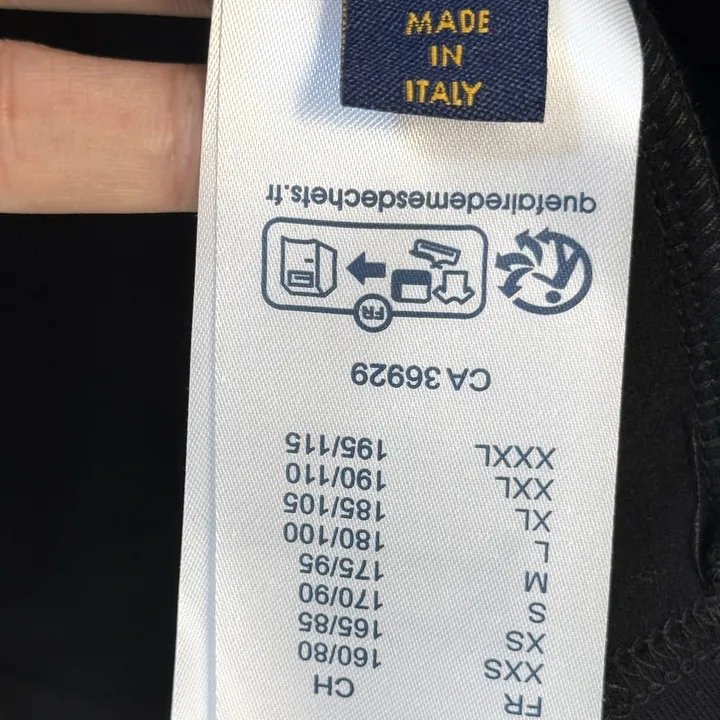 MADE
IN
ITALY
FR CH
XXS 160/80
XS 165/85
S 170/90
M 175/95
L 180/100
XL 185/105
XXL 190/110
XXXL 195/115
CA 36929
FR
quefairedemesdechets.fr